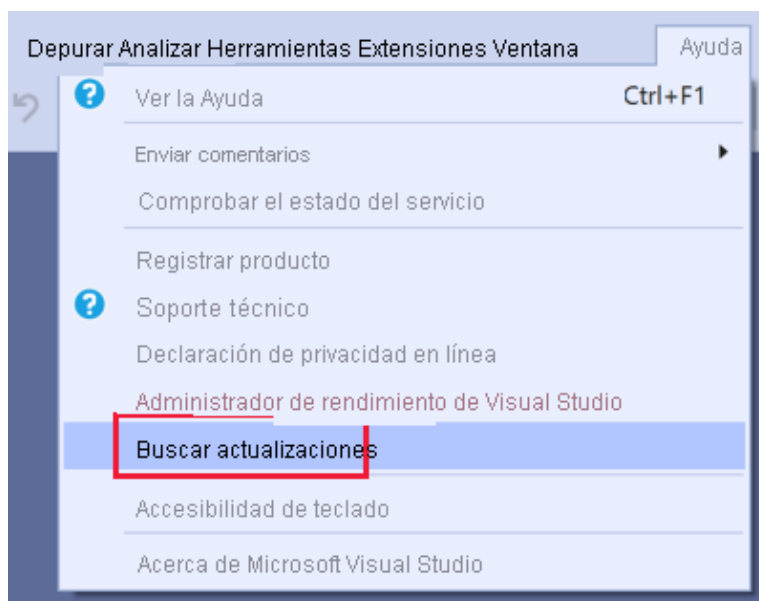 Depurar Analizar Herramientas Extensiones Ventana Ayuda
Ver la Ayuda Ctrl+F1
Enviar comentarios
Comprobar el estado del servicio
Registrar producto
Soporte técnico
Declaración de privacidad en línea
Administrador de rendimiento de Visual Studio
Buscar actualizaciones
Accesibilidad de teclado
Acerca de Microsoft Visual Studio